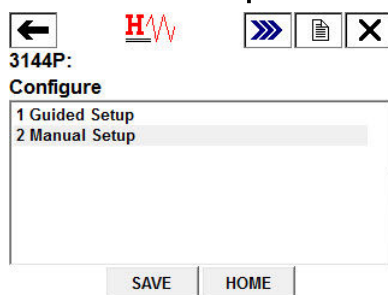 H
3144P:
Configure
1 Guided Setup
2 Manual Setup
SAVE HOME